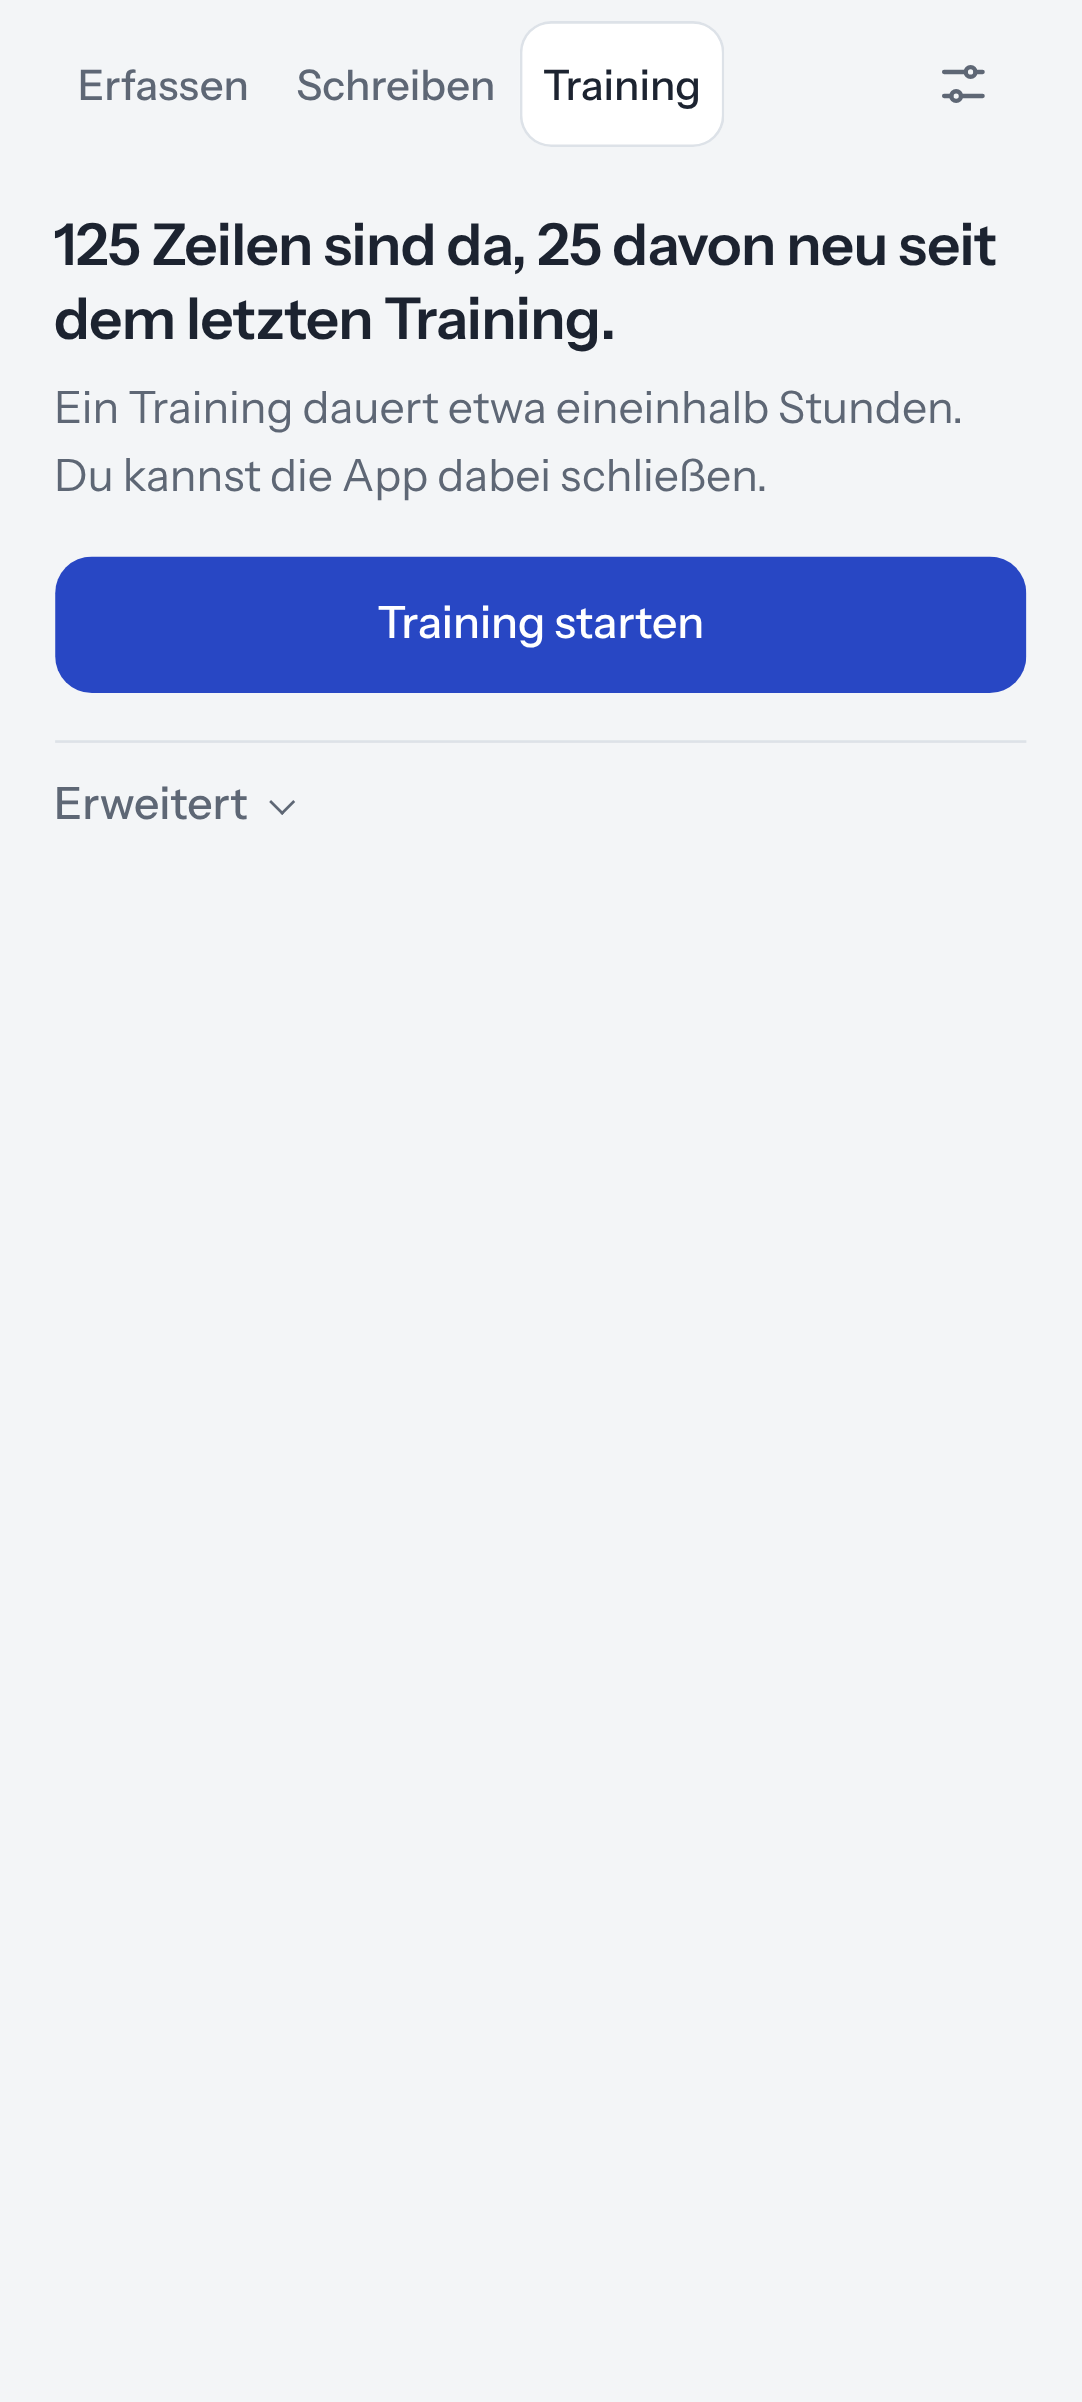 Erfassen Schreiben Training
125 Zeilen sind da, 25 davon neu seit
dem letzten Training.
Ein Training dauert etwa eineinhalb Stunden.
Du kannst die App dabei schließen.
Training starten
Erweitert